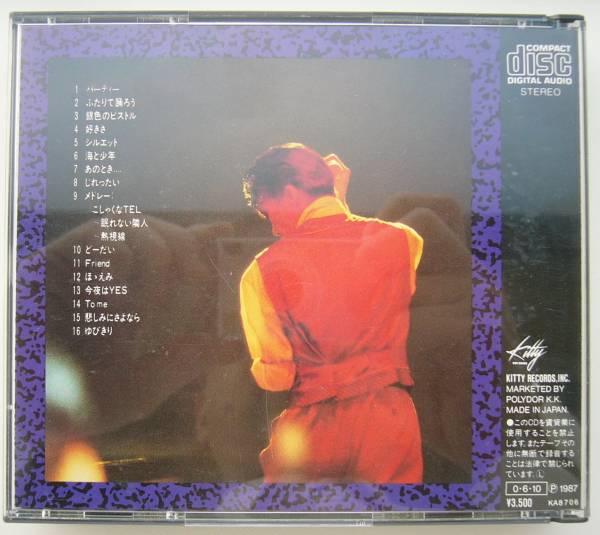 1 パーティー
2 ふたりで踊ろう
3 銀色のピストル
4 好きさ
5 シルエット
6 海と少年
7 あのとき....
8 じれったい
9 メドレー:
こしゃくなTEL
~眠れない隣人
~熱視線
10 どーだい
11 Friend
12 ほゝえみ
13 今夜はYES
14 To me
15 悲しみにさよなら
16 ゆびきり
COMPACT
disc
DIGITAL AUDIO
STEREO
Kitty
KITTY RECORDS,INC.
MARKETED BY
POLYDOR K.K.
MADE IN JAPAN.
●このCDを賃貸業に
使用することを禁止
します。またテープその
他に無断で録音する
ことは法律で禁じられ
ています。Ⓛ
0·6·10 Ⓟ1987
¥3,500 KA8706